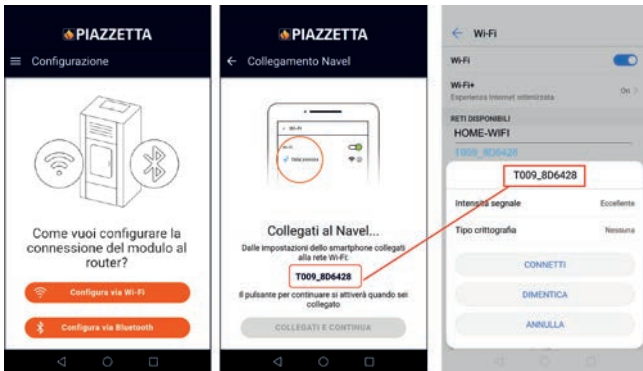 PIAZZETTA
Configurazione
Come vuoi configurare la
connessione del modulo al
router?
Configura via Wi-Fi
Configura via Bluetooth
PIAZZETTA
Collegamento Navel
Wi-Fi
Collegati al Navel...
Dalle impostazioni dello smartphone collegati
alla rete Wi-Fi:
T009_8D6428
Il pulsante per continuare si attiverà quando sei
collegato
COLLEGATI E CONTINUA
Wi-Fi
Wi-Fi
Wi-Fi+
On
Esperienza Internet ottimizzata
RETI DISPONIBILI
HOME-WIFI
T009_8D6428
T009_8D6428
Intensità segnale Eccellente
Tipo crittografia Nessuna
CONNETTI
DIMENTICA
ANNULLA